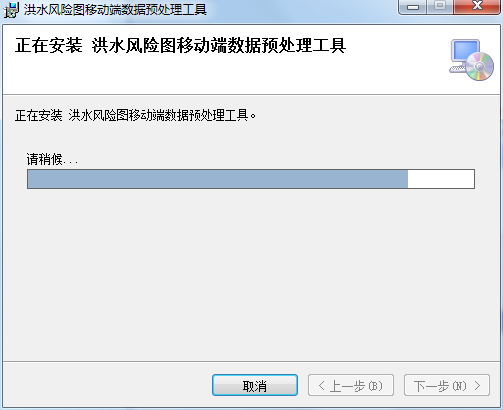 洪水风险图移动端数据预处理工具
正在安装 洪水风险图移动端数据预处理工具
正在安装 洪水风险图移动端数据预处理工具。
请稍候...
取消
< 上一步(B)
下一步(N) >